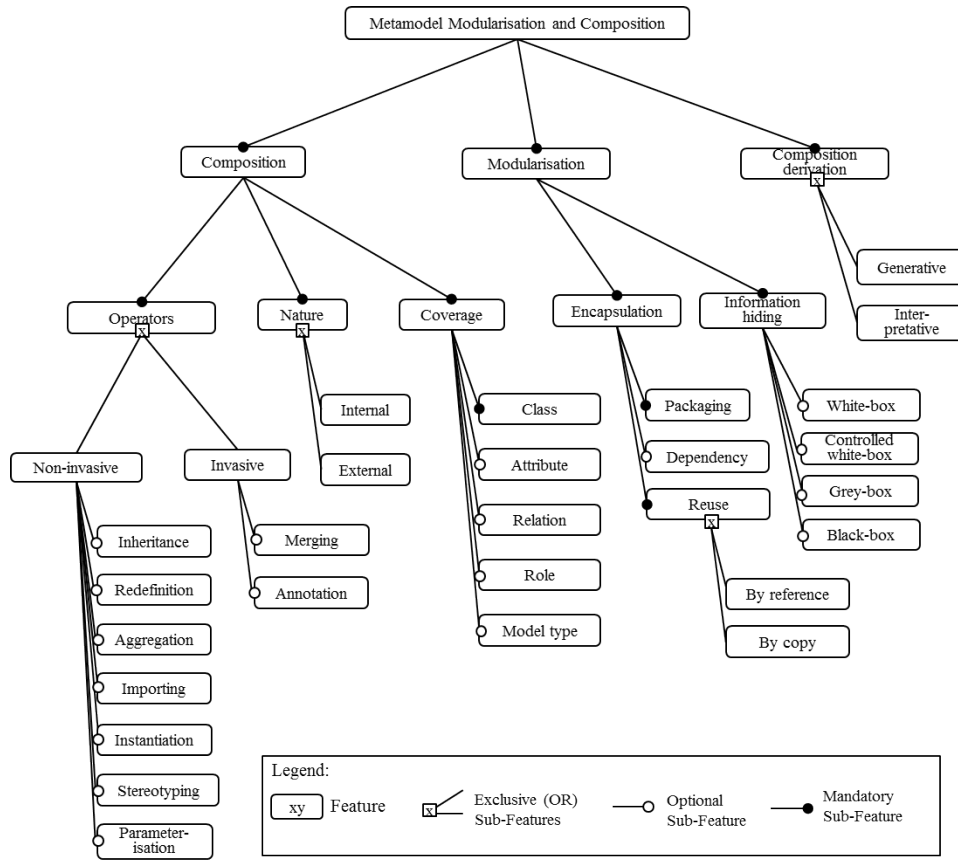 Metamodel Modularisation and Composition
Composition
Modularisation
Composition
derivation
x
Generative
Inter-
pretative
Operators
x
Nature
x
Coverage
Encapsulation
Information
hiding
Internal
External
Class
Attribute
Relation
Role
Model type
Packaging
Dependency
Reuse
x
By reference
By copy
White-box
Controlled
white-box
Grey-box
Black-box
Non-invasive
Invasive
Inheritance
Redefinition
Aggregation
Importing
Instantiation
Stereotyping
Parameter-
isation
Merging
Annotation
Legend:
xy
Feature
x
Exclusive (OR)
Sub-Features
Optional
Sub-Feature
Mandatory
Sub-Feature